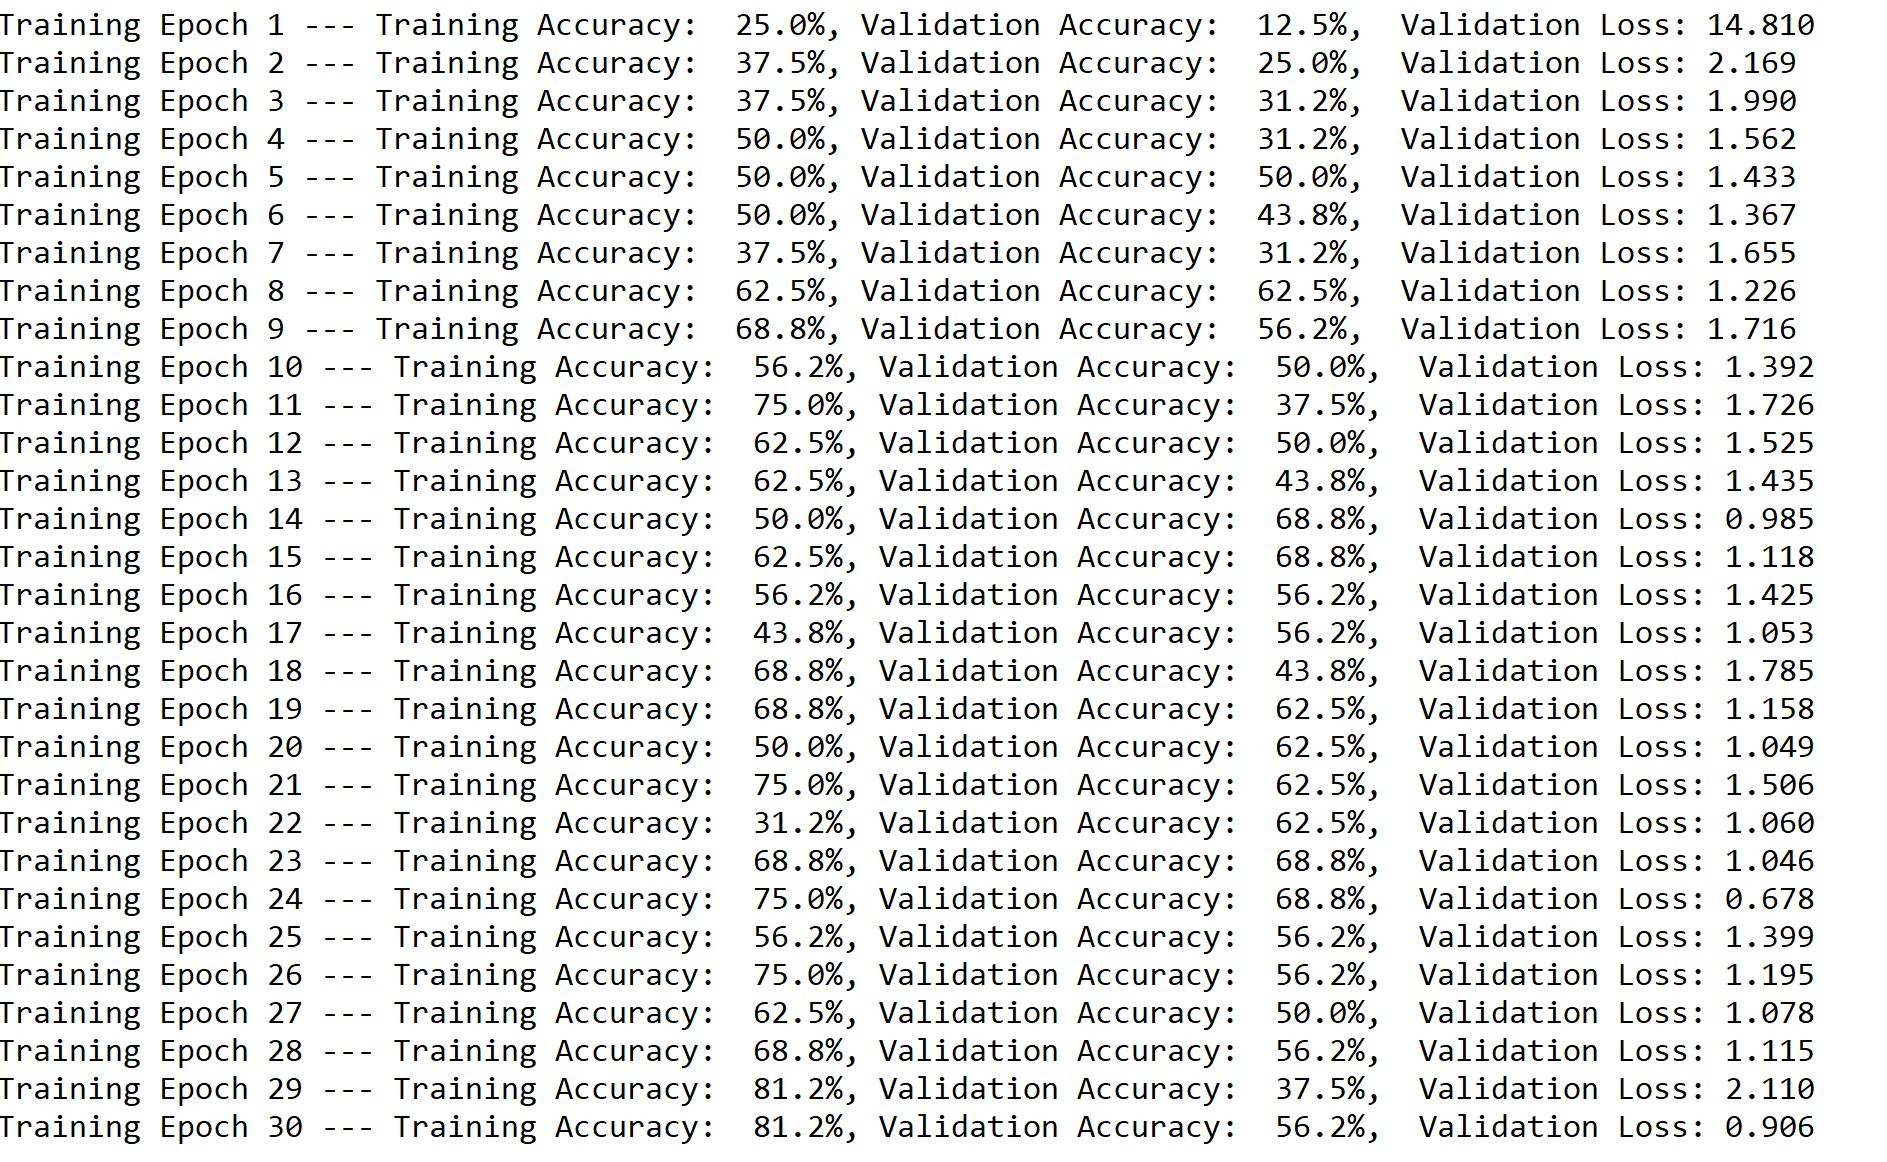 Training Epoch 1 --- Training Accuracy:  25.0%, Validation Accuracy:  12.5%,  Validation Loss: 14.810
Training Epoch 2 --- Training Accuracy:  37.5%, Validation Accuracy:  25.0%,  Validation Loss: 2.169
Training Epoch 3 --- Training Accuracy:  37.5%, Validation Accuracy:  31.2%,  Validation Loss: 1.990
Training Epoch 4 --- Training Accuracy:  50.0%, Validation Accuracy:  31.2%,  Validation Loss: 1.562
Training Epoch 5 --- Training Accuracy:  50.0%, Validation Accuracy:  50.0%,  Validation Loss: 1.433
Training Epoch 6 --- Training Accuracy:  50.0%, Validation Accuracy:  43.8%,  Validation Loss: 1.367
Training Epoch 7 --- Training Accuracy:  37.5%, Validation Accuracy:  31.2%,  Validation Loss: 1.655
Training Epoch 8 --- Training Accuracy:  62.5%, Validation Accuracy:  62.5%,  Validation Loss: 1.226
Training Epoch 9 --- Training Accuracy:  68.8%, Validation Accuracy:  56.2%,  Validation Loss: 1.716
Training Epoch 10 --- Training Accuracy:  56.2%, Validation Accuracy:  50.0%,  Validation Loss: 1.392
Training Epoch 11 --- Training Accuracy:  75.0%, Validation Accuracy:  37.5%,  Validation Loss: 1.726
Training Epoch 12 --- Training Accuracy:  62.5%, Validation Accuracy:  50.0%,  Validation Loss: 1.525
Training Epoch 13 --- Training Accuracy:  62.5%, Validation Accuracy:  43.8%,  Validation Loss: 1.435
Training Epoch 14 --- Training Accuracy:  50.0%, Validation Accuracy:  68.8%,  Validation Loss: 0.985
Training Epoch 15 --- Training Accuracy:  62.5%, Validation Accuracy:  68.8%,  Validation Loss: 1.118
Training Epoch 16 --- Training Accuracy:  56.2%, Validation Accuracy:  56.2%,  Validation Loss: 1.425
Training Epoch 17 --- Training Accuracy:  43.8%, Validation Accuracy:  56.2%,  Validation Loss: 1.053
Training Epoch 18 --- Training Accuracy:  68.8%, Validation Accuracy:  43.8%,  Validation Loss: 1.785
Training Epoch 19 --- Training Accuracy:  68.8%, Validation Accuracy:  62.5%,  Validation Loss: 1.158
Training Epoch 20 --- Training Accuracy:  50.0%, Validation Accuracy:  62.5%,  Validation Loss: 1.049
Training Epoch 21 --- Training Accuracy:  75.0%, Validation Accuracy:  62.5%,  Validation Loss: 1.506
Training Epoch 22 --- Training Accuracy:  31.2%, Validation Accuracy:  62.5%,  Validation Loss: 1.060
Training Epoch 23 --- Training Accuracy:  68.8%, Validation Accuracy:  68.8%,  Validation Loss: 1.046
Training Epoch 24 --- Training Accuracy:  75.0%, Validation Accuracy:  68.8%,  Validation Loss: 0.678
Training Epoch 25 --- Training Accuracy:  56.2%, Validation Accuracy:  56.2%,  Validation Loss: 1.399
Training Epoch 26 --- Training Accuracy:  75.0%, Validation Accuracy:  56.2%,  Validation Loss: 1.195
Training Epoch 27 --- Training Accuracy:  62.5%, Validation Accuracy:  50.0%,  Validation Loss: 1.078
Training Epoch 28 --- Training Accuracy:  68.8%, Validation Accuracy:  56.2%,  Validation Loss: 1.115
Training Epoch 29 --- Training Accuracy:  81.2%, Validation Accuracy:  37.5%,  Validation Loss: 2.110
Training Epoch 30 --- Training Accuracy:  81.2%, Validation Accuracy:  56.2%,  Validation Loss: 0.906